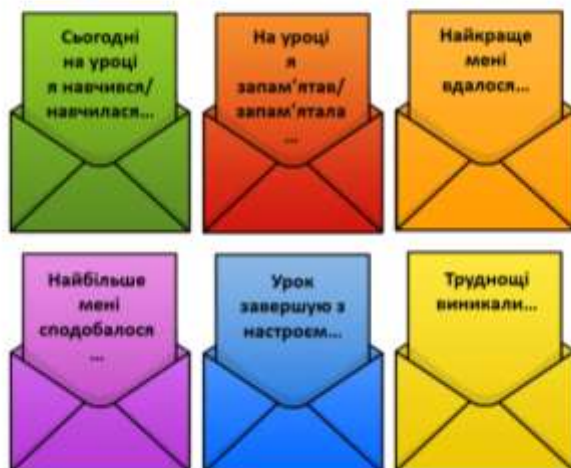 Сьогодні
на уроці
я навчився/
навчилася...
На уроці
я
запам'ятав/
запам'ятала
...
Найкраще
мені
вдалося...
Найбільше
мені
сподобалося
...
Урок
завершую з
настроєм...
Труднощі
виникали...